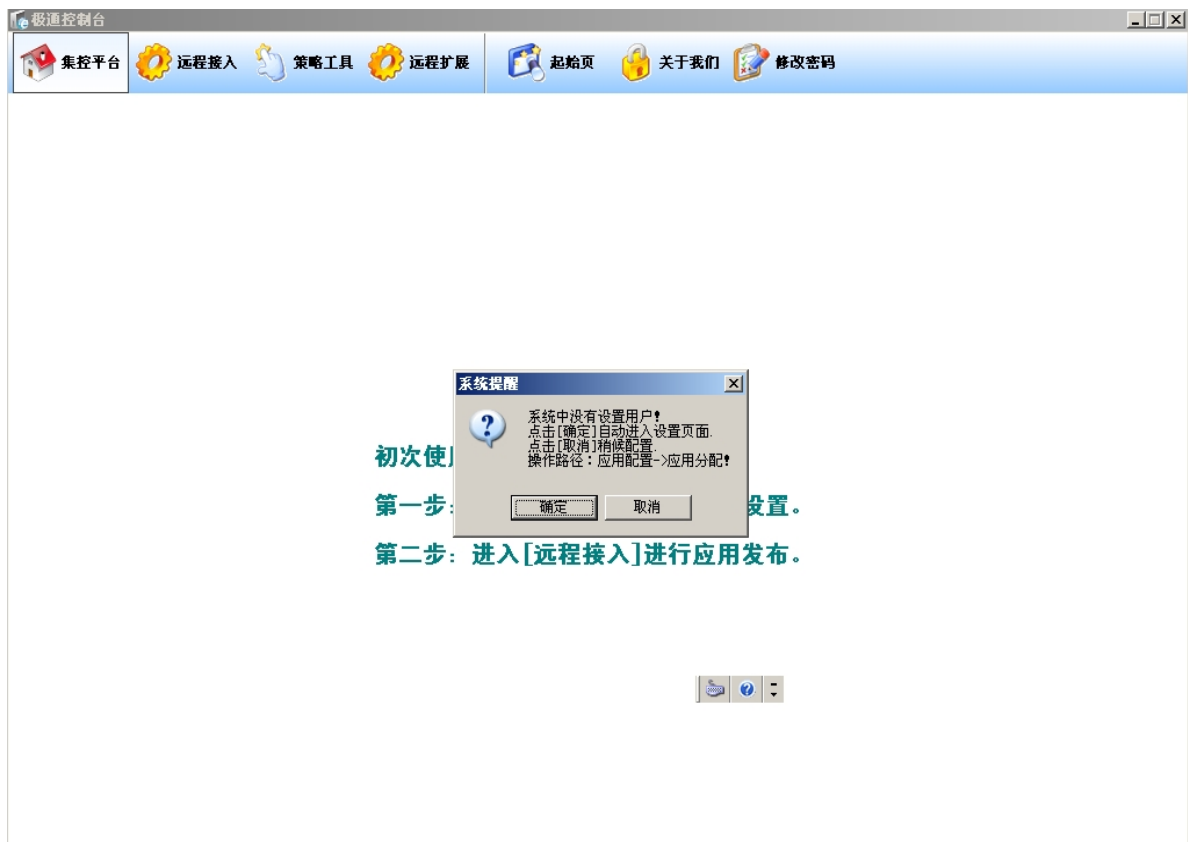 极通控制台
集控平台 远程接入 策略工具 远程扩展 起始页 关于我们 修改密码
系统提醒
系统中没有设置用户!
点击[确定]自动进入设置页面.
点击[取消]稍候配置.
操作路径:应用配置->应用分配!
确定 取消
初次使
第一步: 设置。
第二步: 进入[远程接入]进行应用发布。